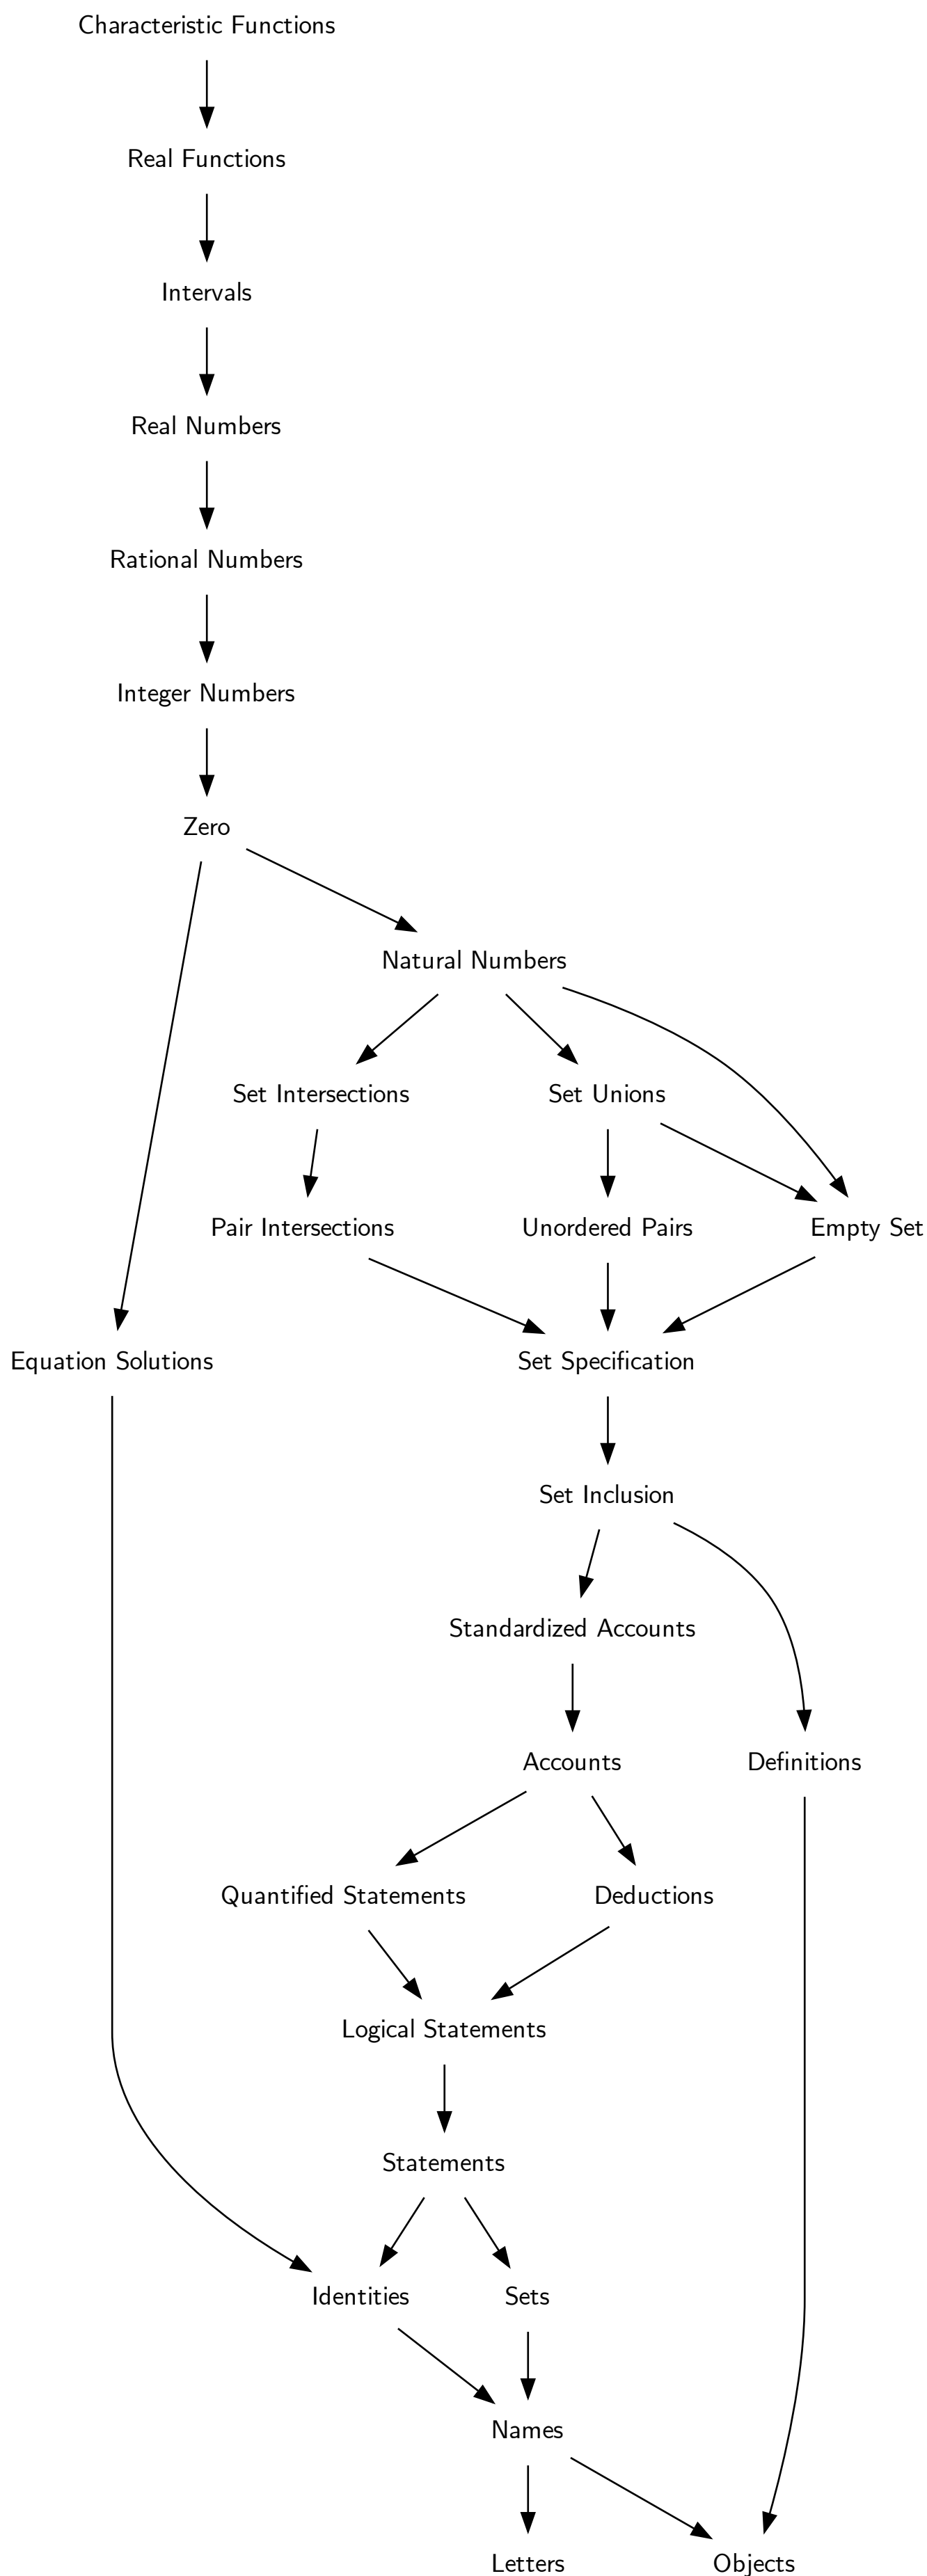 Characteristic Functions
Real Functions
Intervals
Real Numbers
Rational Numbers
Integer Numbers
Zero
Natural Numbers
Set Intersections
Set Unions
Pair Intersections
Unordered Pairs
Empty Set
Equation Solutions
Set Specification
Set Inclusion
Standardized Accounts
Accounts
Definitions
Quantified Statements
Deductions
Logical Statements
Statements
Identities
Sets
Names
Letters
Objects